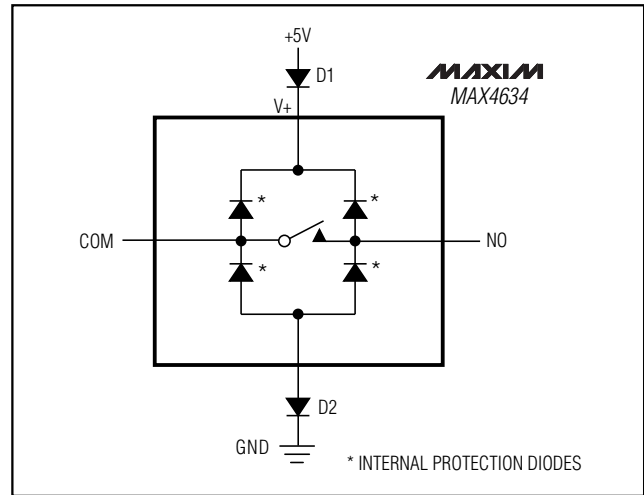 +5V
D1
MAXIM
MAX4634
V+
*
*
COM
NO
*
*
D2
GND
* INTERNAL PROTECTION DIODES